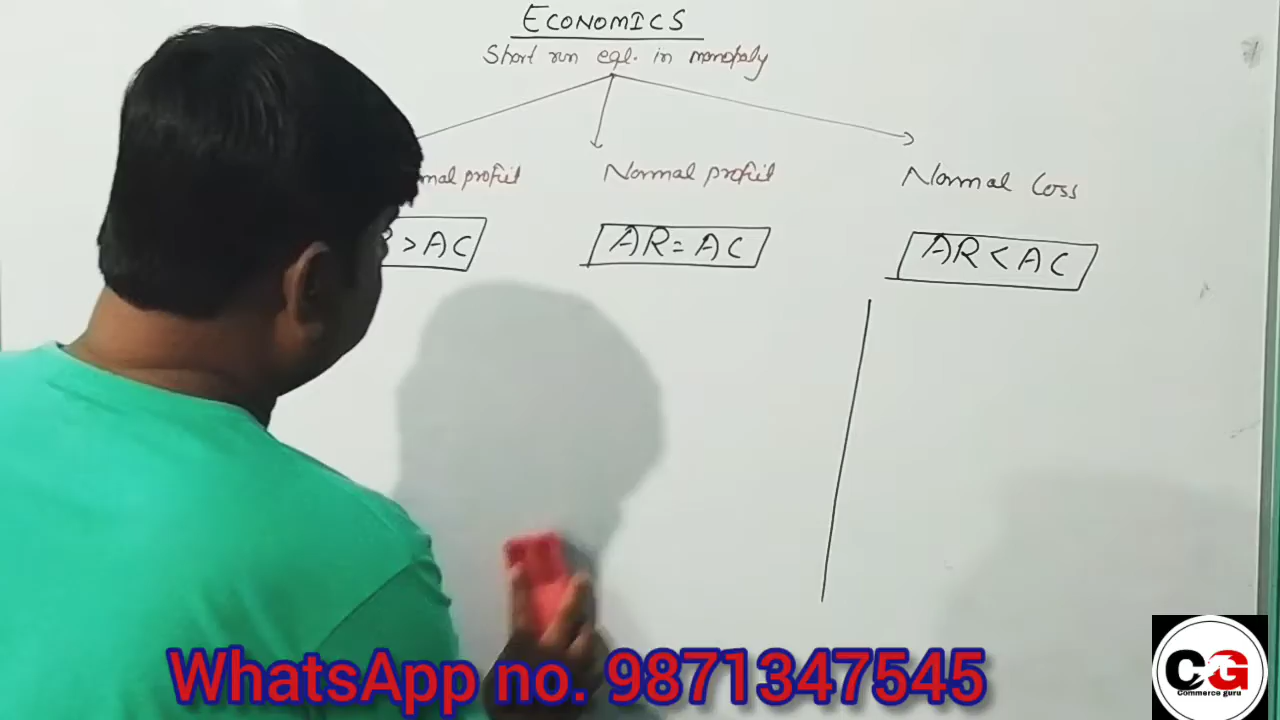 ECONOMICS
Short run eql. in monopoly
mal profit Normal profit Normal Loss
>AC AR=AC AR<AC
WhatsApp no. 9871347545
CG
Commerce guru